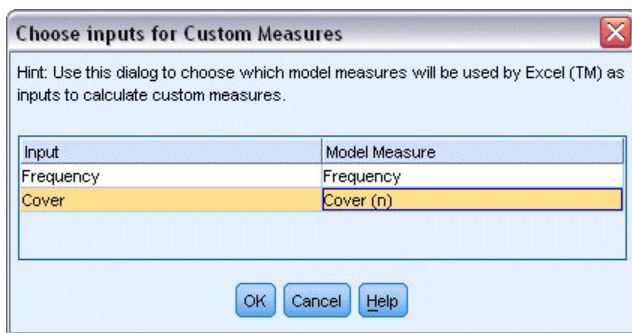 Choose inputs for Custom Measures
Hint: Use this dialog to choose which model measures will be used by Excel (TM) as
inputs to calculate custom measures.
Input Model Measure
Frequency Frequency
Cover Cover (n)
OK Cancel Help